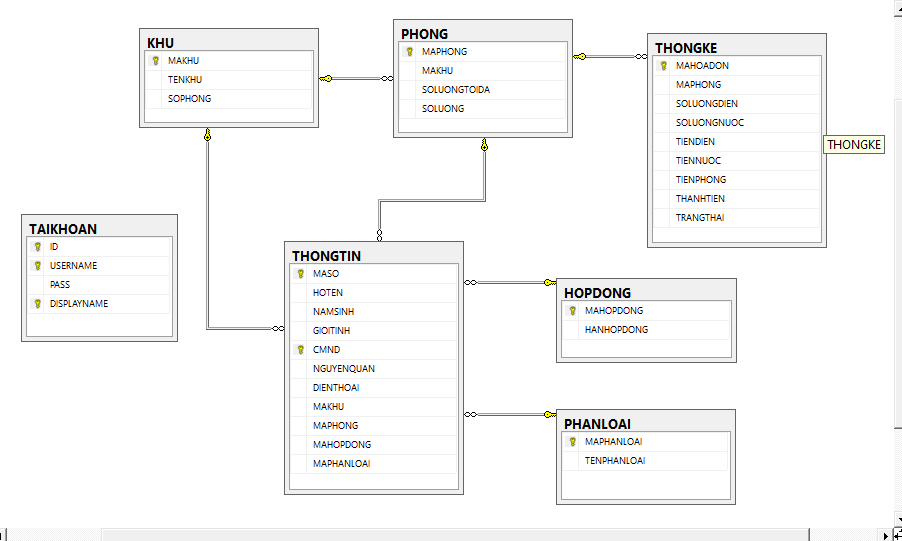 KHU
MAKHU
TENKHU
SOPHONG
PHONG
MAPHONG
MAKHU
SOLUONGTOIDA
SOLUONG
THONGKE
MAHOADON
MAPHONG
SOLUONGDIEN
SOLUONGNUOC
TIENDIEN
TIENNUOC
TIENPHONG
THANHTIEN
TRANGTHAI
THONGKE
TAIKHOAN
ID
USERNAME
PASS
DISPLAYNAME
THONGTIN
MASO
HOTEN
NAMSINH
GIOITINH
CMND
NGUYENQUAN
DIENTHOAI
MAKHU
MAPHONG
MAHOPDONG
MAPHANLOAI
HOPDONG
MAHOPDONG
HANHOPDONG
PHANLOAI
MAPHANLOAI
TENPHANLOAI